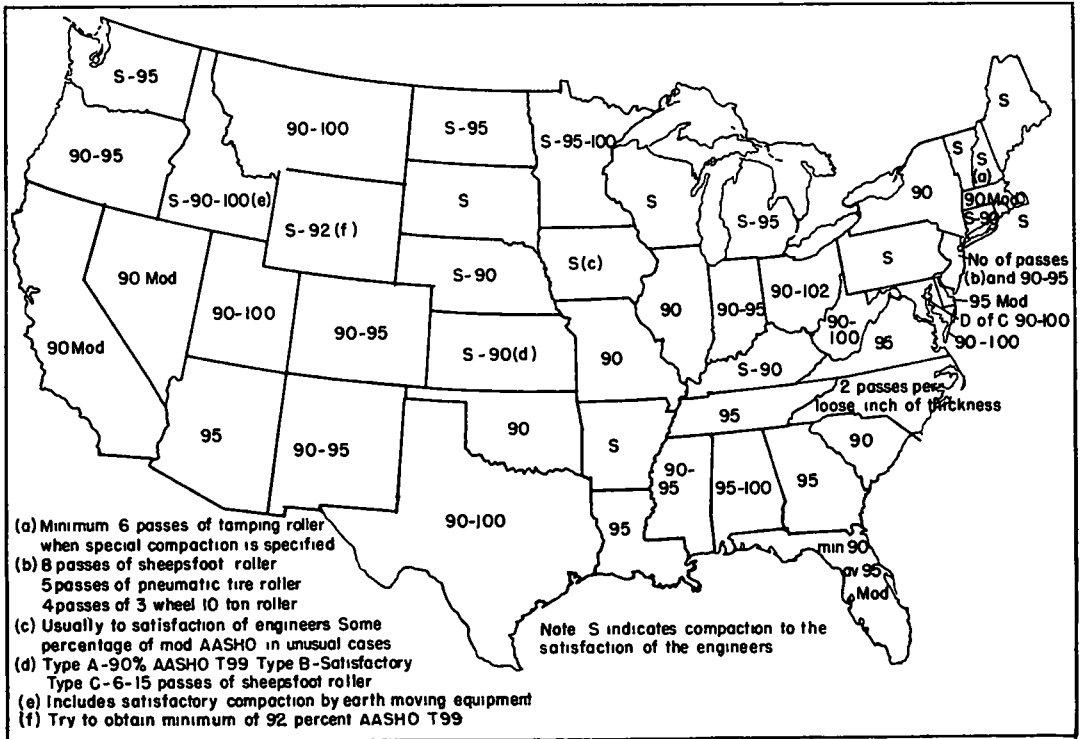 S-95
90-100
S-95
S-95-100
S
90-95
S-90-100(e)
S-92(f)
S
S
S-95
90
S
S
(a)
90 Mod
S-90
S
90 Mod
90 Mod
90-100
90-95
S-90
S(c)
90
90-95
90-102
S
No of passes
(b) and 90-95
95 Mod
D of C 90-100
90-100
90-
100
95
S-90(d)
90
S-90
2 passes per
loose inch of thickness
95
95
90-95
90
S
90-
95
95-100
95
90
90-100
95
min 90
av 95
Mod
(a) Minimum 6 passes of tamping roller
when special compaction is specified
(b) 8 passes of sheepsfoot roller
5 passes of pneumatic tire roller
4 passes of 3 wheel 10 ton roller
(c) Usually to satisfaction of engineers Some
percentage of mod AASHO in unusual cases
(d) Type A-90% AASHO T99 Type B-Satisfactory
Type C-6-15 passes of sheepsfoot roller
(e) Includes satisfactory compaction by earth moving equipment
(f) Try to obtain minimum of 92 percent AASHO T99
Note S indicates compaction to the
satisfaction of the engineers